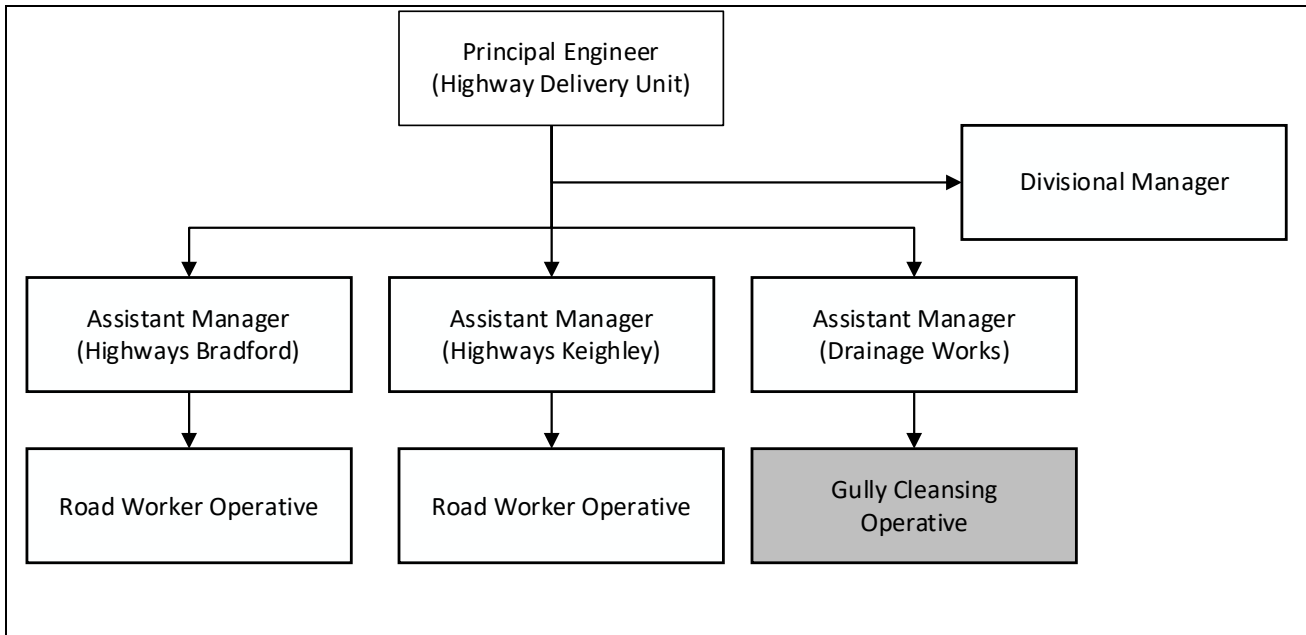 Principal Engineer
(Highway Delivery Unit)
Divisional Manager
Assistant Manager
(Highways Bradford)
Assistant Manager
(Highways Keighley)
Assistant Manager
(Drainage Works)
Road Worker Operative
Road Worker Operative
Gully Cleansing
Operative